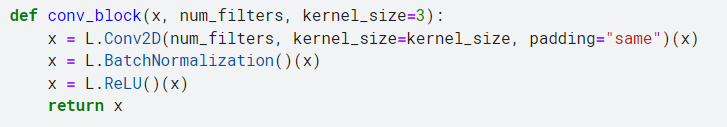 def conv_block(x, num_filters, kernel_size=3):
    x = L.Conv2D(num_filters, kernel_size=kernel_size, padding="same")(x)
    x = L.BatchNormalization()(x)
    x = L.ReLU()(x)
    return x